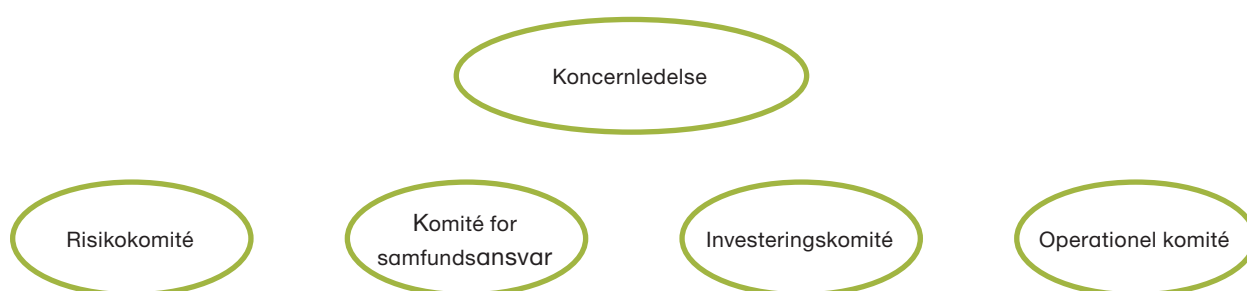 Koncernledelse
Risikokomité
Komité for
samfundsansvar
Investeringskomité
Operationel komité